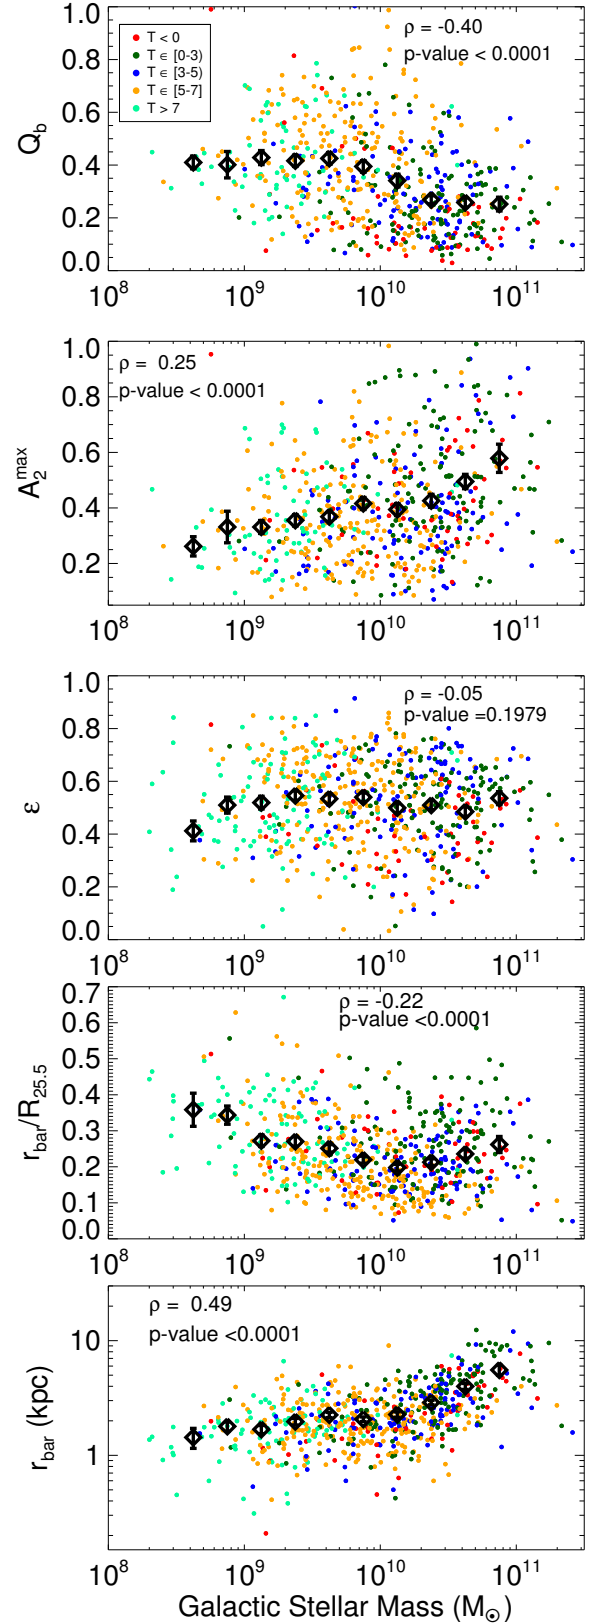 1.0
0.8
0.6
0.4
0.2
0.0
Q_b
T < 0
T ∈ [0-3)
T ∈ [3-5)
T ∈ [5-7]
T > 7
ρ = -0.40
p-value < 0.0001
10^8 10^9 10^10 10^11
1.0
0.8
0.6
0.4
0.2
A_2^max
ρ = 0.25
p-value < 0.0001
10^8 10^9 10^10 10^11
1.0
0.8
0.6
0.4
0.2
0.0
ε
ρ = -0.05
p-value =0.1979
10^8 10^9 10^10 10^11
0.7
0.6
0.5
0.4
0.3
0.2
0.1
0.0
r_bar/R_25.5
ρ = -0.22
p-value <0.0001
10^8 10^9 10^10 10^11
10
1
r_bar (kpc)
ρ = 0.49
p-value <0.0001
10^8 10^9 10^10 10^11
Galactic Stellar Mass (M_☉)